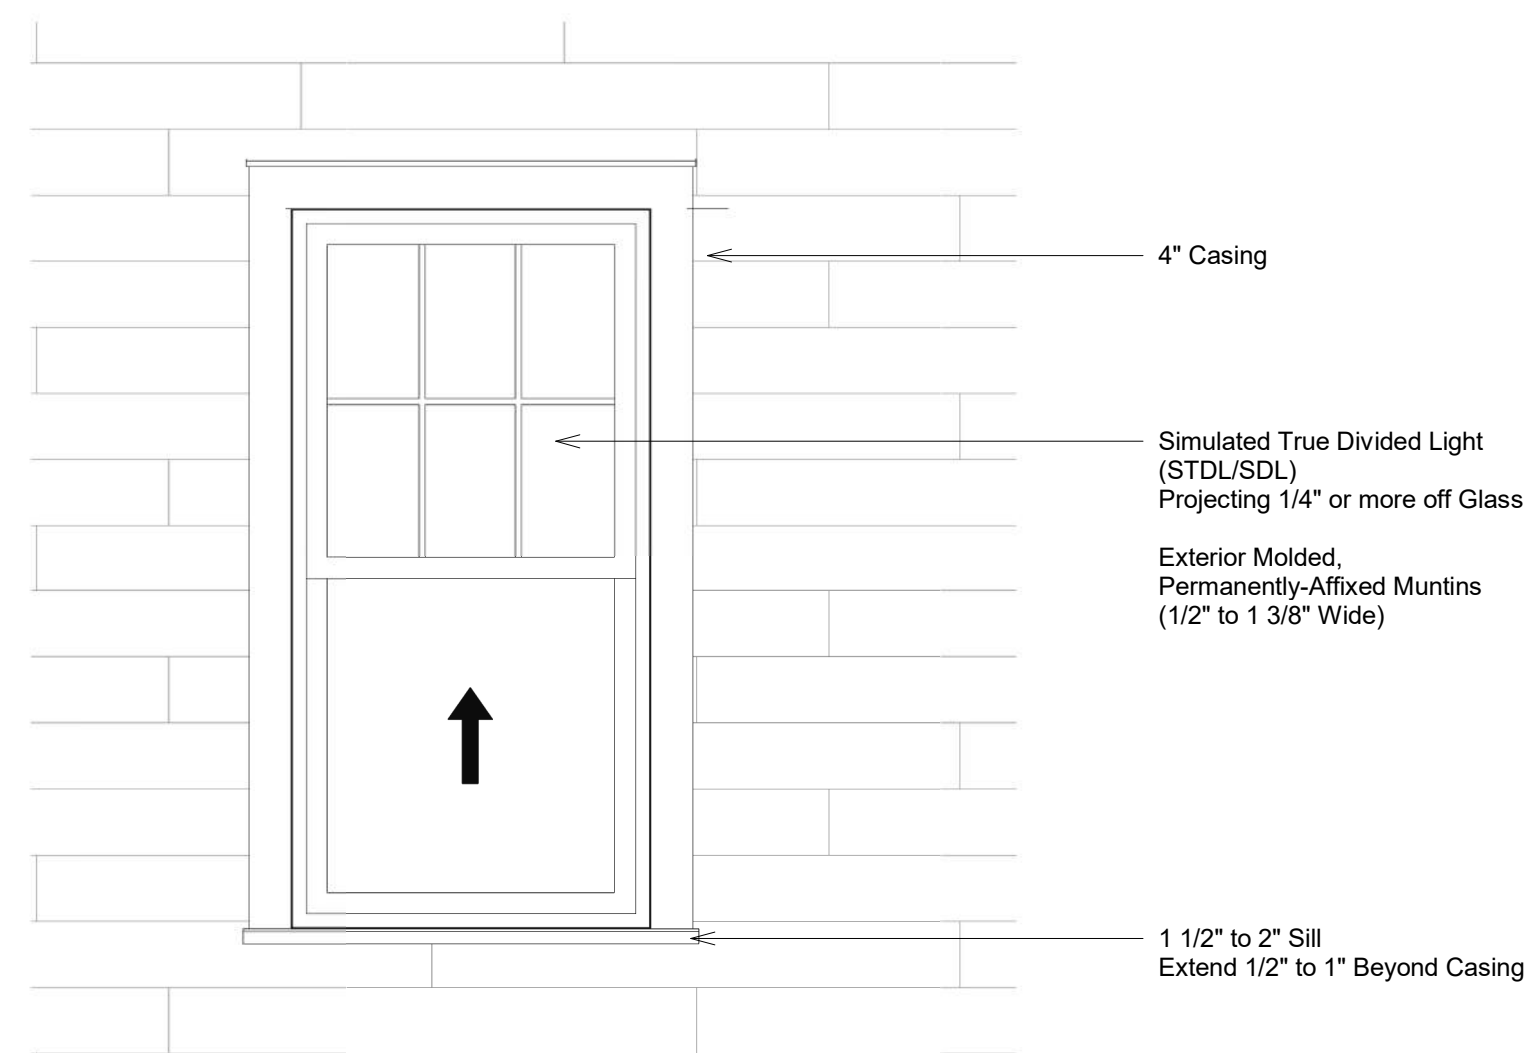 4" Casing
Simulated True Divided Light
(STDL/SDL)
Projecting 1/4" or more off Glass
Exterior Molded,
Permanently-Affixed Muntins
(1/2" to 1 3/8" Wide)
1 1/2" to 2" Sill
Extend 1/2" to 1" Beyond Casing